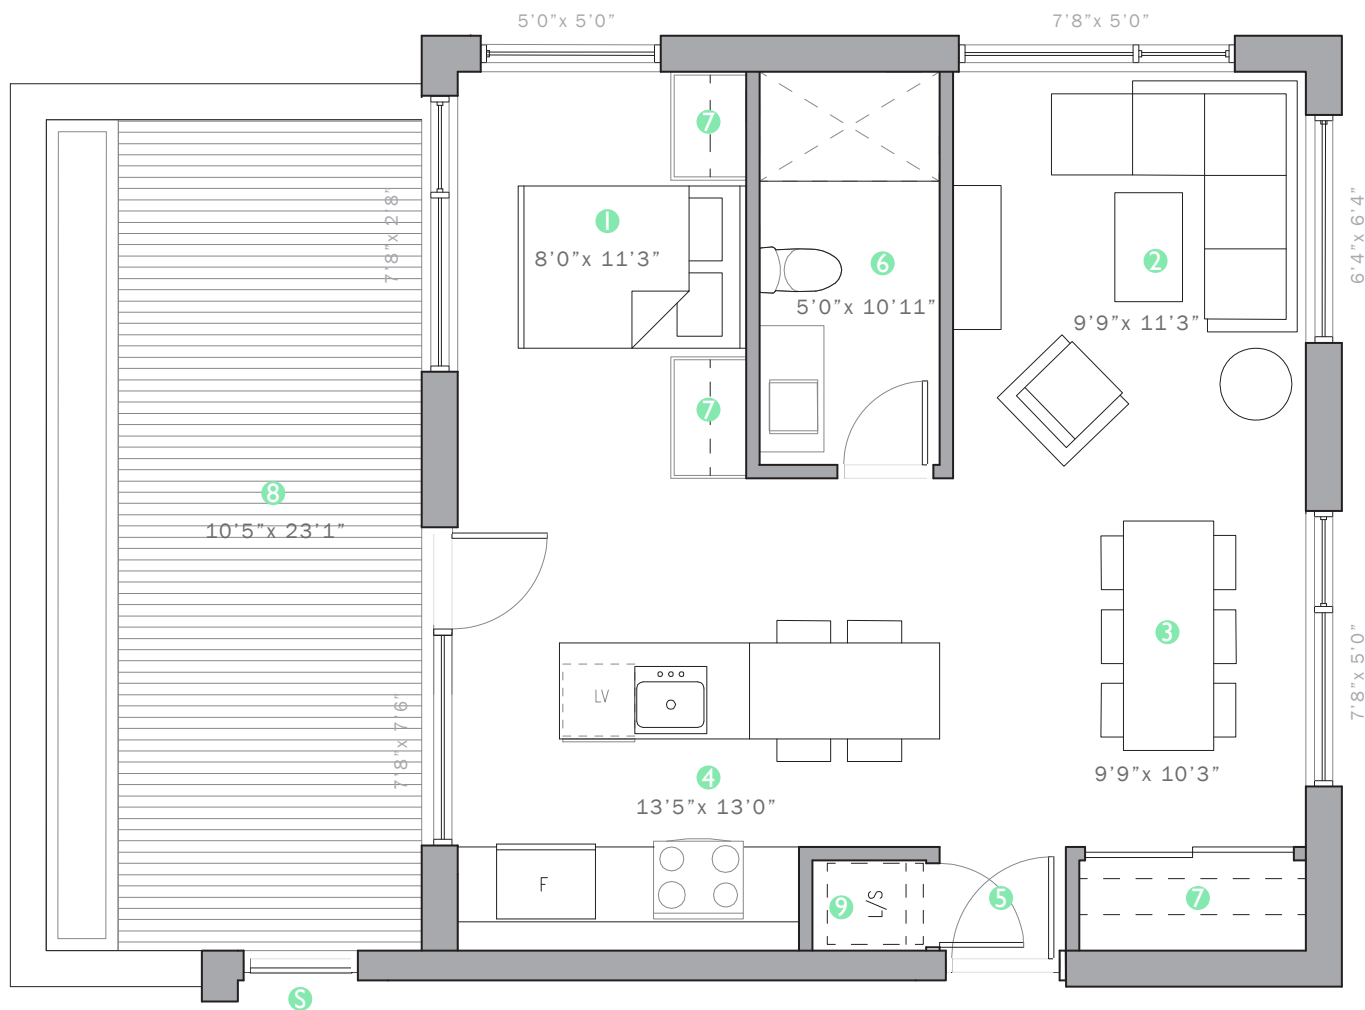 5'0"x 5'0"
7'8"x 5'0"
7
1
8'0"x 11'3"
7'8"x 2'8"
6
5'0"x 10'11"
2
9'9"x 11'3"
6'4"x 6'4"
7
8
10'5"x 23'1"
3
9'9"x 10'3"
7'8"x 5'0"
LV
7'8"x 7'6"
4
13'5"x 13'0"
F
9
L/S
5
7
S